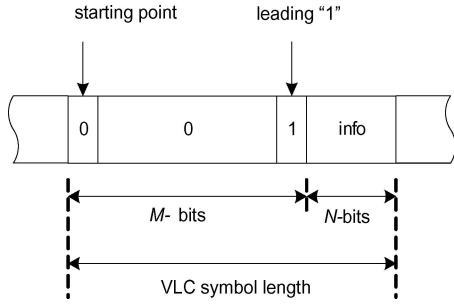 starting point leading “1”
0 0 1 info
M- bits N-bits
VLC symbol length